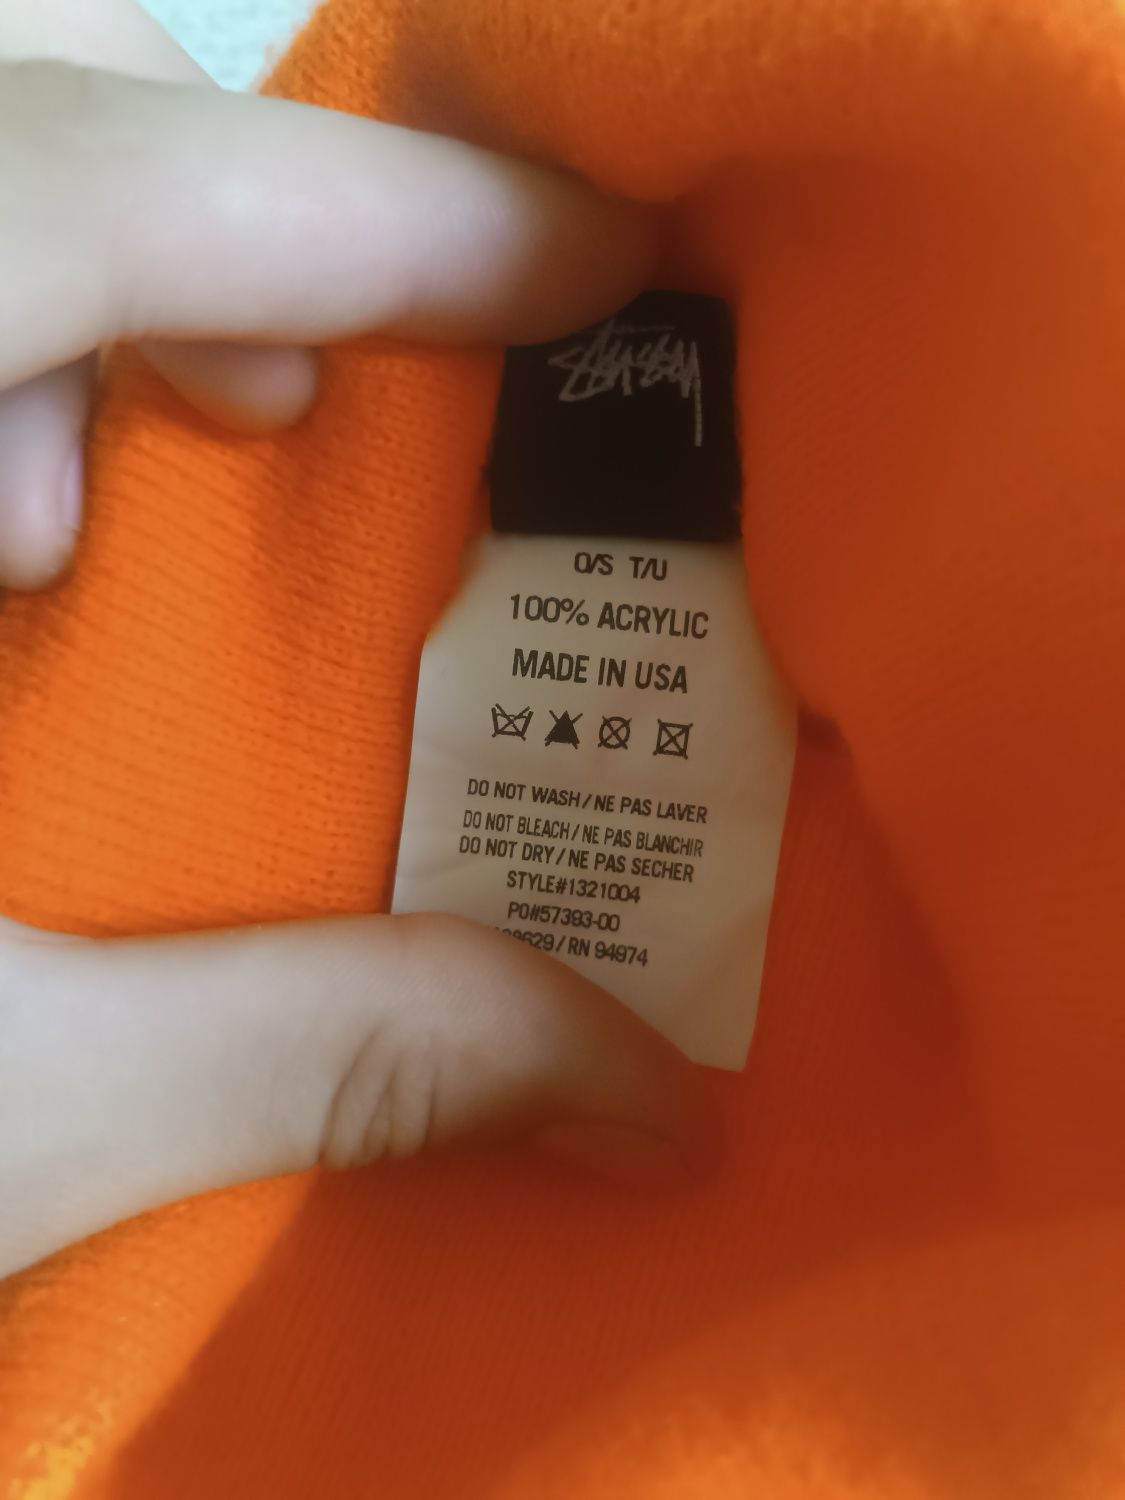 Stüssy
O/S T/U
100% ACRYLIC
MADE IN USA
DO NOT WASH / NE PAS LAVER
DO NOT BLEACH / NE PAS BLANCHIR
DO NOT DRY / NE PAS SECHER
STYLE#1321004
PO#57393-00
/ RN 94974